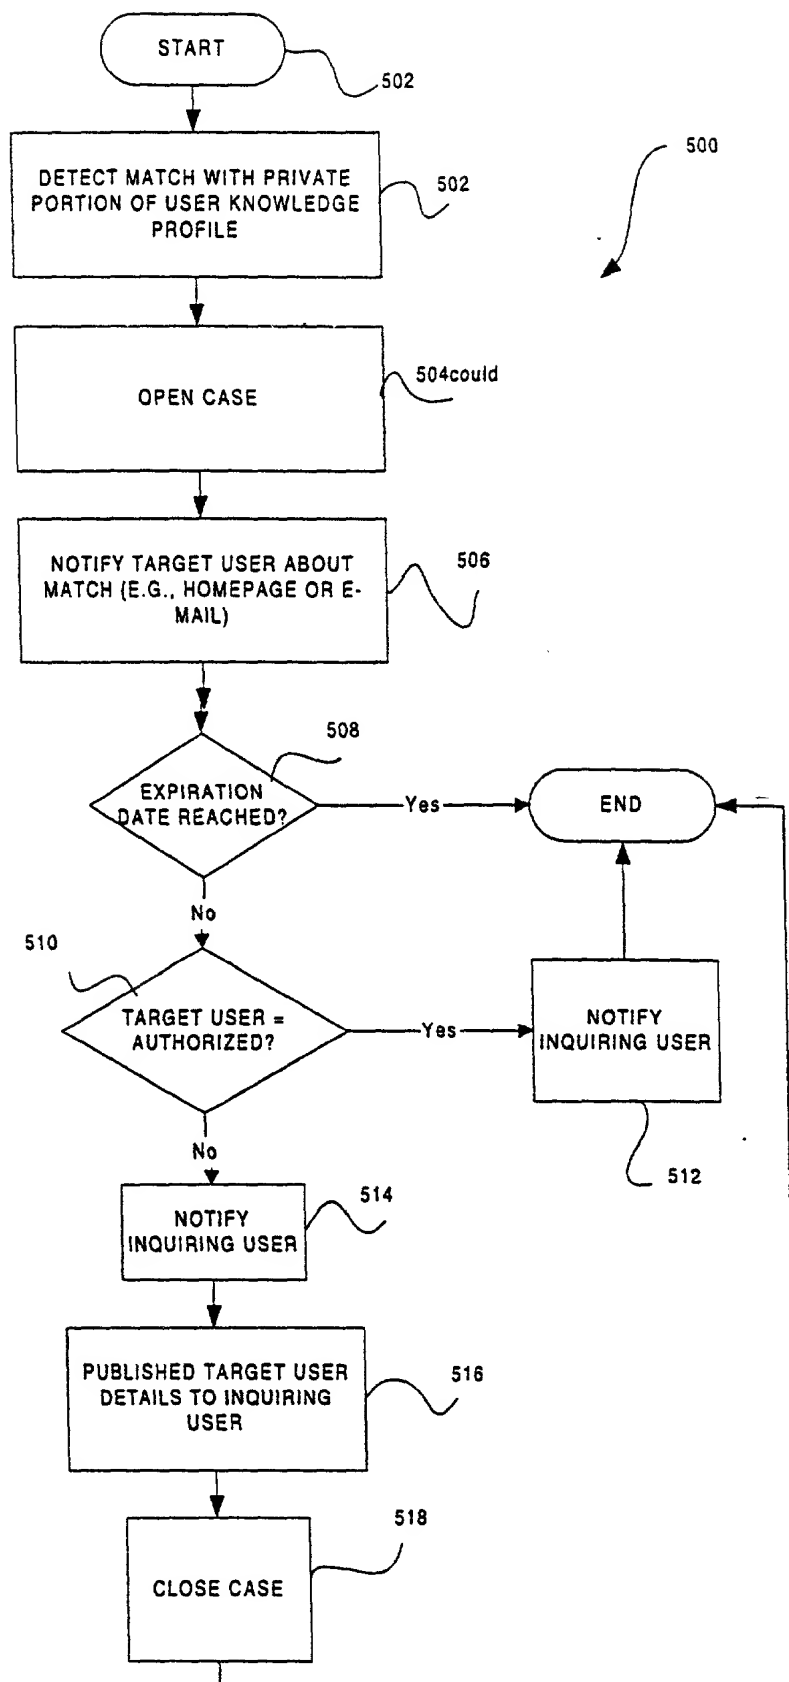 START
502
500
DETECT MATCH WITH PRIVATE
PORTION OF USER KNOWLEDGE
PROFILE
502
OPEN CASE
504could
NOTIFY TARGET USER ABOUT
MATCH (E.G., HOMEPAGE OR E-
MAIL)
506
508
EXPIRATION
DATE REACHED?
Yes
END
No
510
TARGET USER =
AUTHORIZED?
Yes
NOTIFY
INQUIRING USER
512
No
514
NOTIFY
INQUIRING USER
PUBLISHED TARGET USER
DETAILS TO INQUIRING
USER
516
518
CLOSE CASE